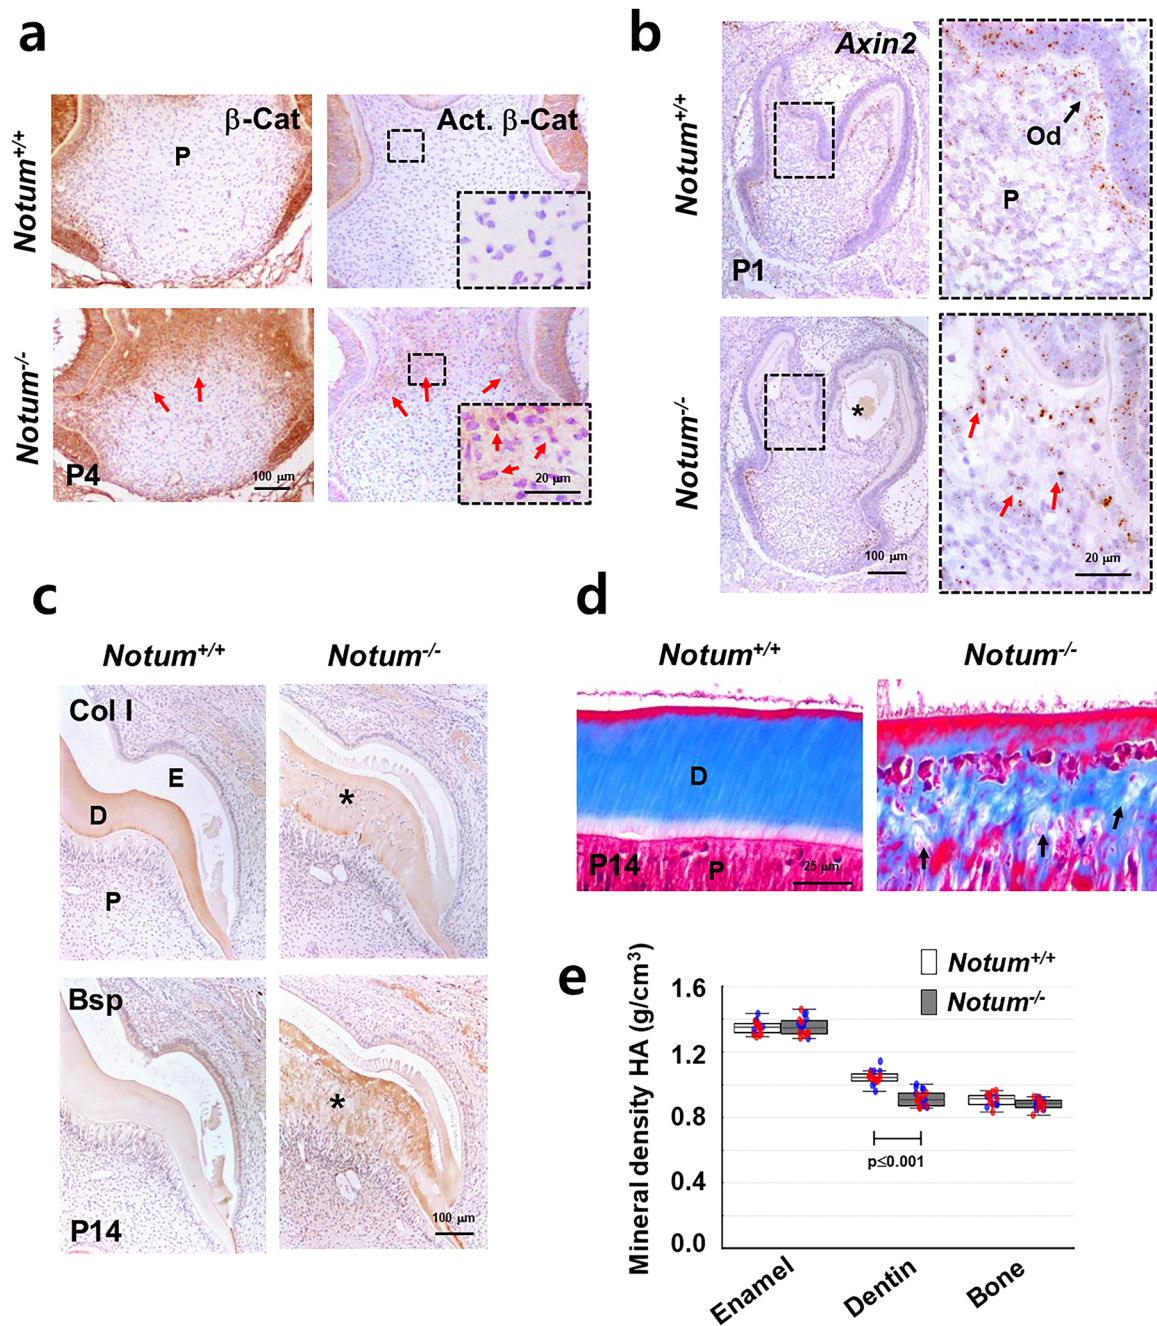 a
β-Cat
Act. β-Cat
Notum+/+
P
Notum-/-
P4
100 μm
20 μm
b
Axin2
Notum+/+
Od
P
P1
Notum-/-
*
100 μm
20 μm
c
Notum+/+
Notum-/-
Col I
E
D
P
*
Bsp
*
P14
100 μm
d
Notum+/+
Notum-/-
D
P14
P
25 μm
e
Notum+/+
Notum-/-
Mineral density HA (g/cm3)
1.6
1.2
0.8
0.4
0.0
p≤0.001
Enamel
Dentin
Bone